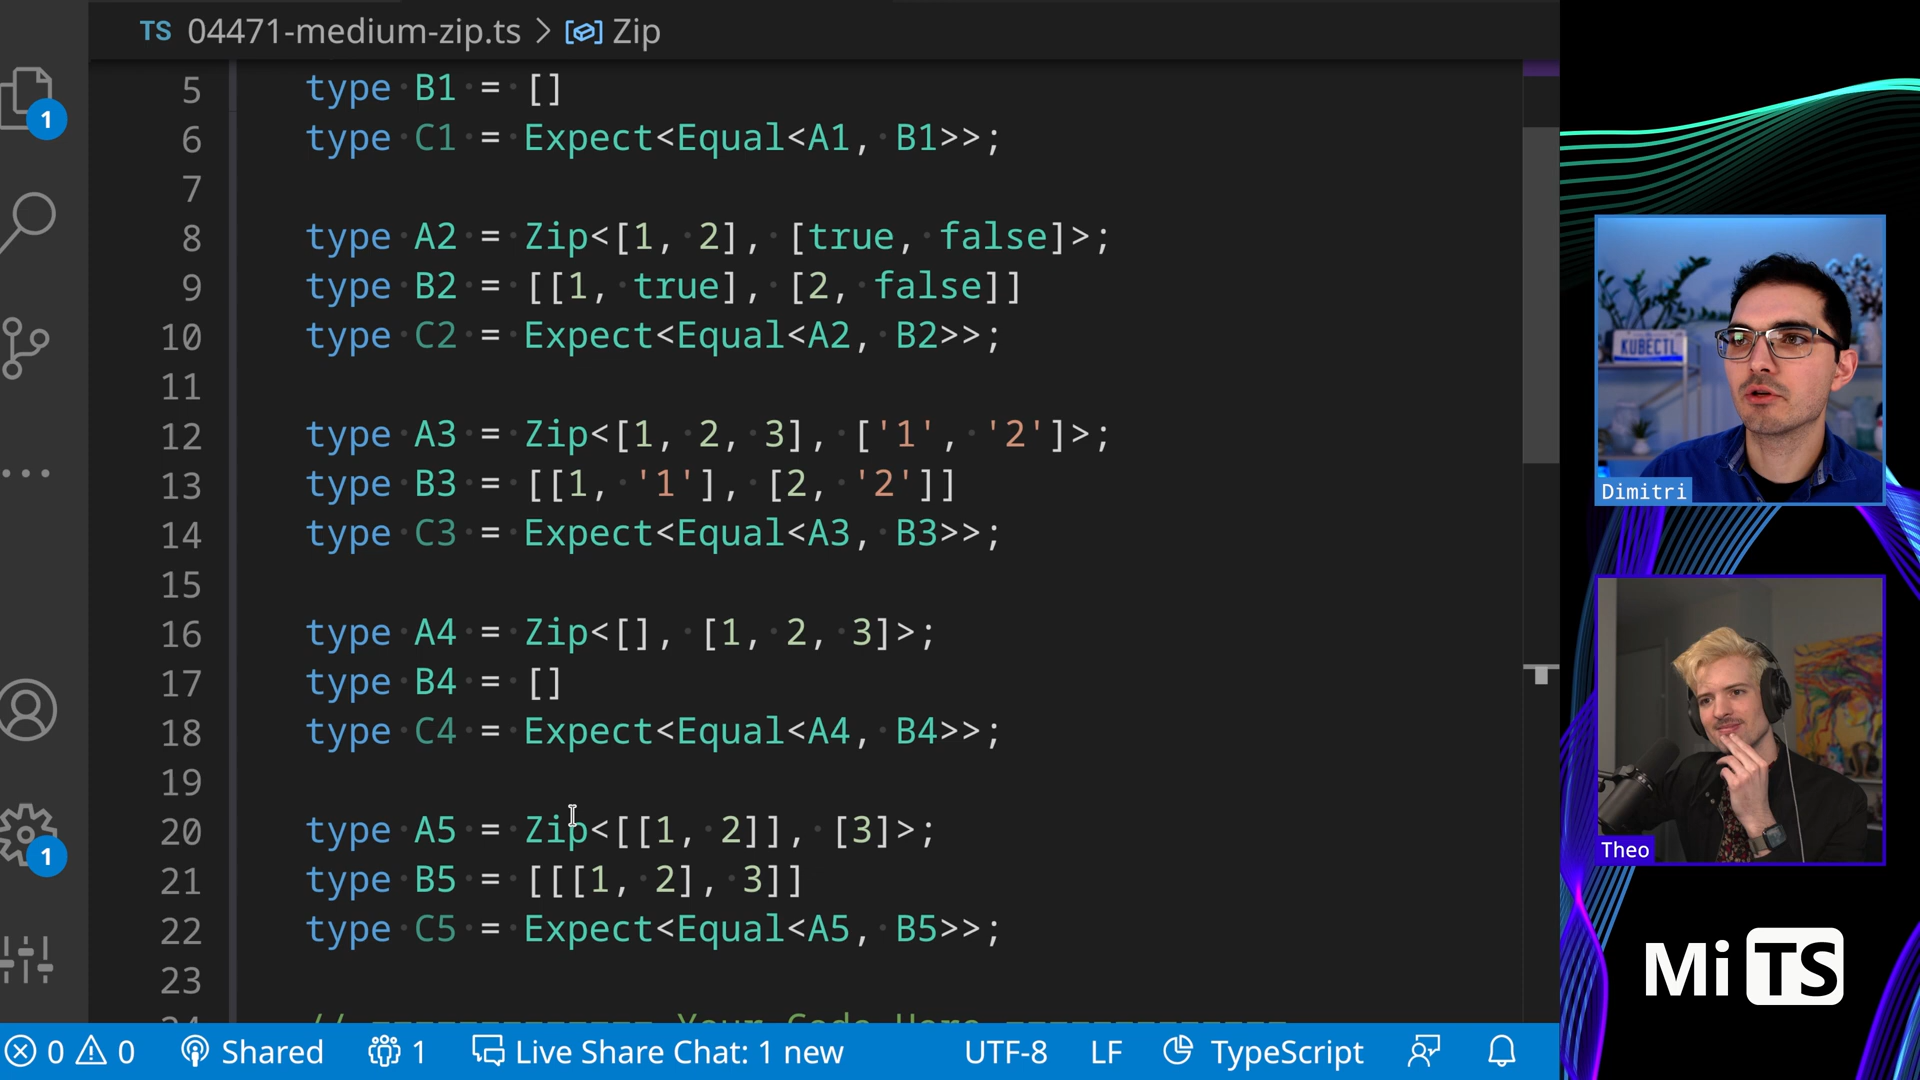 TS 04471-medium-zip.ts > Zip
5 type B1 = []
6 type C1 = Expect<Equal<A1, B1>>;
7
8 type A2 = Zip<[1, 2], [true, false]>;
9 type B2 = [[1, true], [2, false]]
10 type C2 = Expect<Equal<A2, B2>>;
11
12 type A3 = Zip<[1, 2, 3], ['1', '2']>;
13 type B3 = [[1, '1'], [2, '2']]
14 type C3 = Expect<Equal<A3, B3>>;
15
16 type A4 = Zip<[], [1, 2, 3]>;
17 type B4 = []
18 type C4 = Expect<Equal<A4, B4>>;
19
20 type A5 = Zip<[[1, 2]], [3]>;
21 type B5 = [[[1, 2], 3]]
22 type C5 = Expect<Equal<A5, B5>>;
23
24 // ============= Your Code Here =============
1
1
0 0 Shared 1 Live Share Chat: 1 new UTF-8 LF TypeScript
KUBECTL
Dimitri
Theo
Mi TS